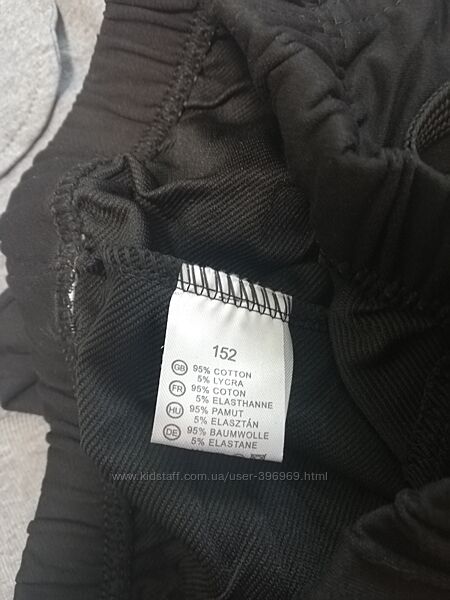 152
GB 95% COTTON
5% LYCRA
FR 95% COTON
5% ELASTHANNE
HU 95% PAMUT
5% ELASZTÁN
DE 95% BAUMWOLLE
5% ELASTANE
www.kidstaff.com.ua/user-396969.html